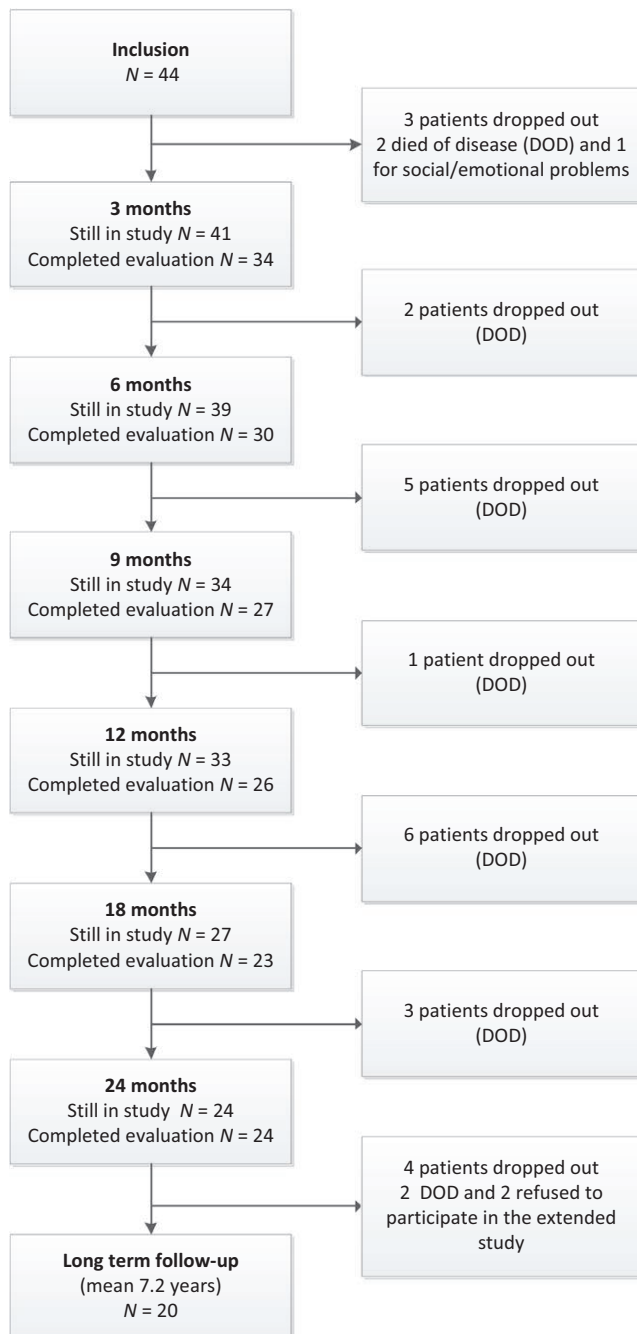 Inclusion
N = 44
3 patients dropped out
2 died of disease (DOD) and 1
for social/emotional problems
3 months
Still in study N = 41
Completed evaluation N = 34
2 patients dropped out
(DOD)
6 months
Still in study N = 39
Completed evaluation N = 30
5 patients dropped out
(DOD)
9 months
Still in study N = 34
Completed evaluation N = 27
1 patient dropped out
(DOD)
12 months
Still in study N = 33
Completed evaluation N = 26
6 patients dropped out
(DOD)
18 months
Still in study N = 27
Completed evaluation N = 23
3 patients dropped out
(DOD)
24 months
Still in study N = 24
Completed evaluation N = 24
4 patients dropped out
2 DOD and 2 refused to
participate in the extended
study
Long term follow-up
(mean 7.2 years)
N = 20